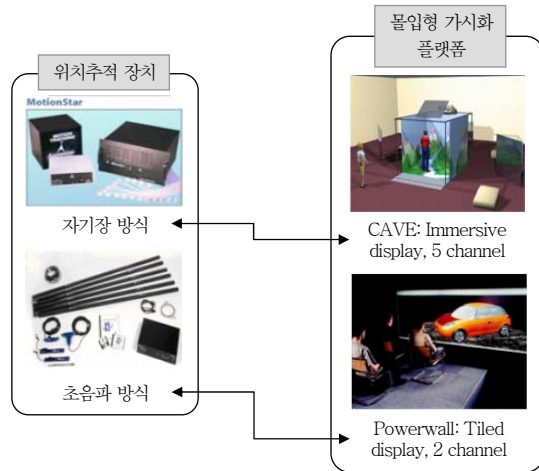 위치추적 장치
MotionStar
자기장 방식
초음파 방식
몰입형 가시화
플랫폼
CAVE: Immersive
display, 5 channel
Powerwall: Tiled
display, 2 channel